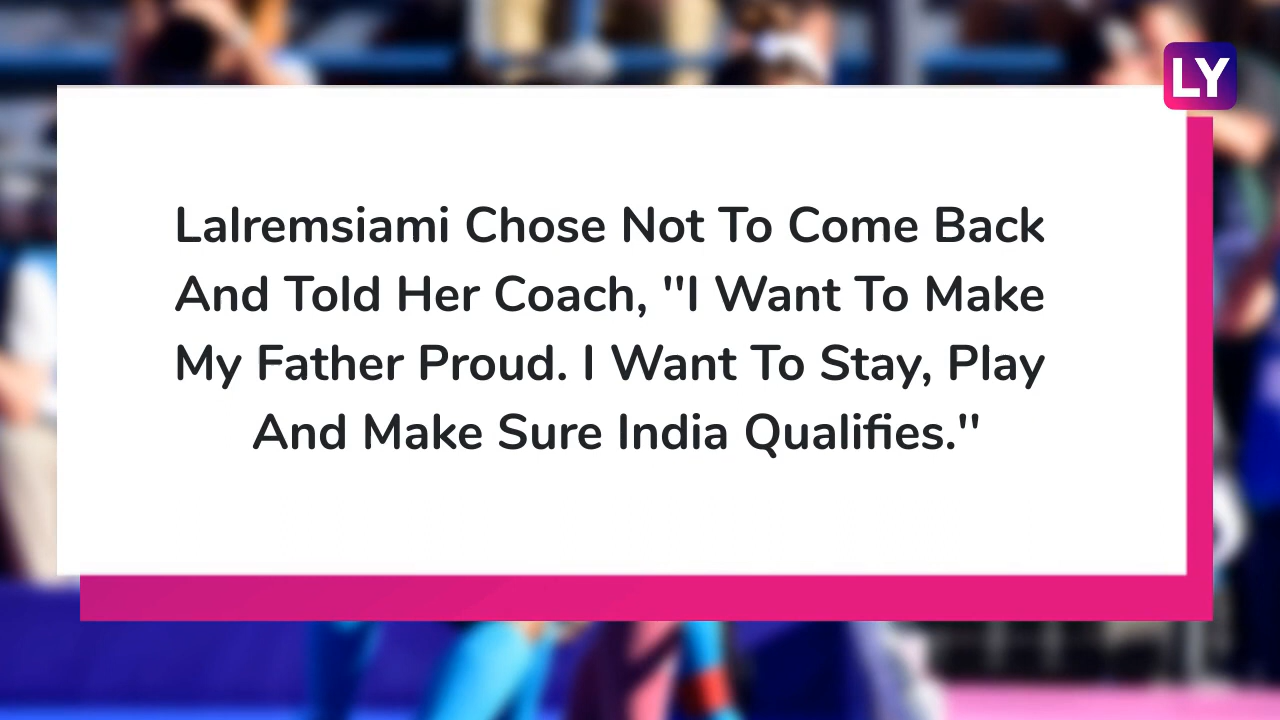 LY
Lalremsiami Chose Not To Come Back
And Told Her Coach, "I Want To Make
My Father Proud. I Want To Stay, Play
And Make Sure India Qualifies."